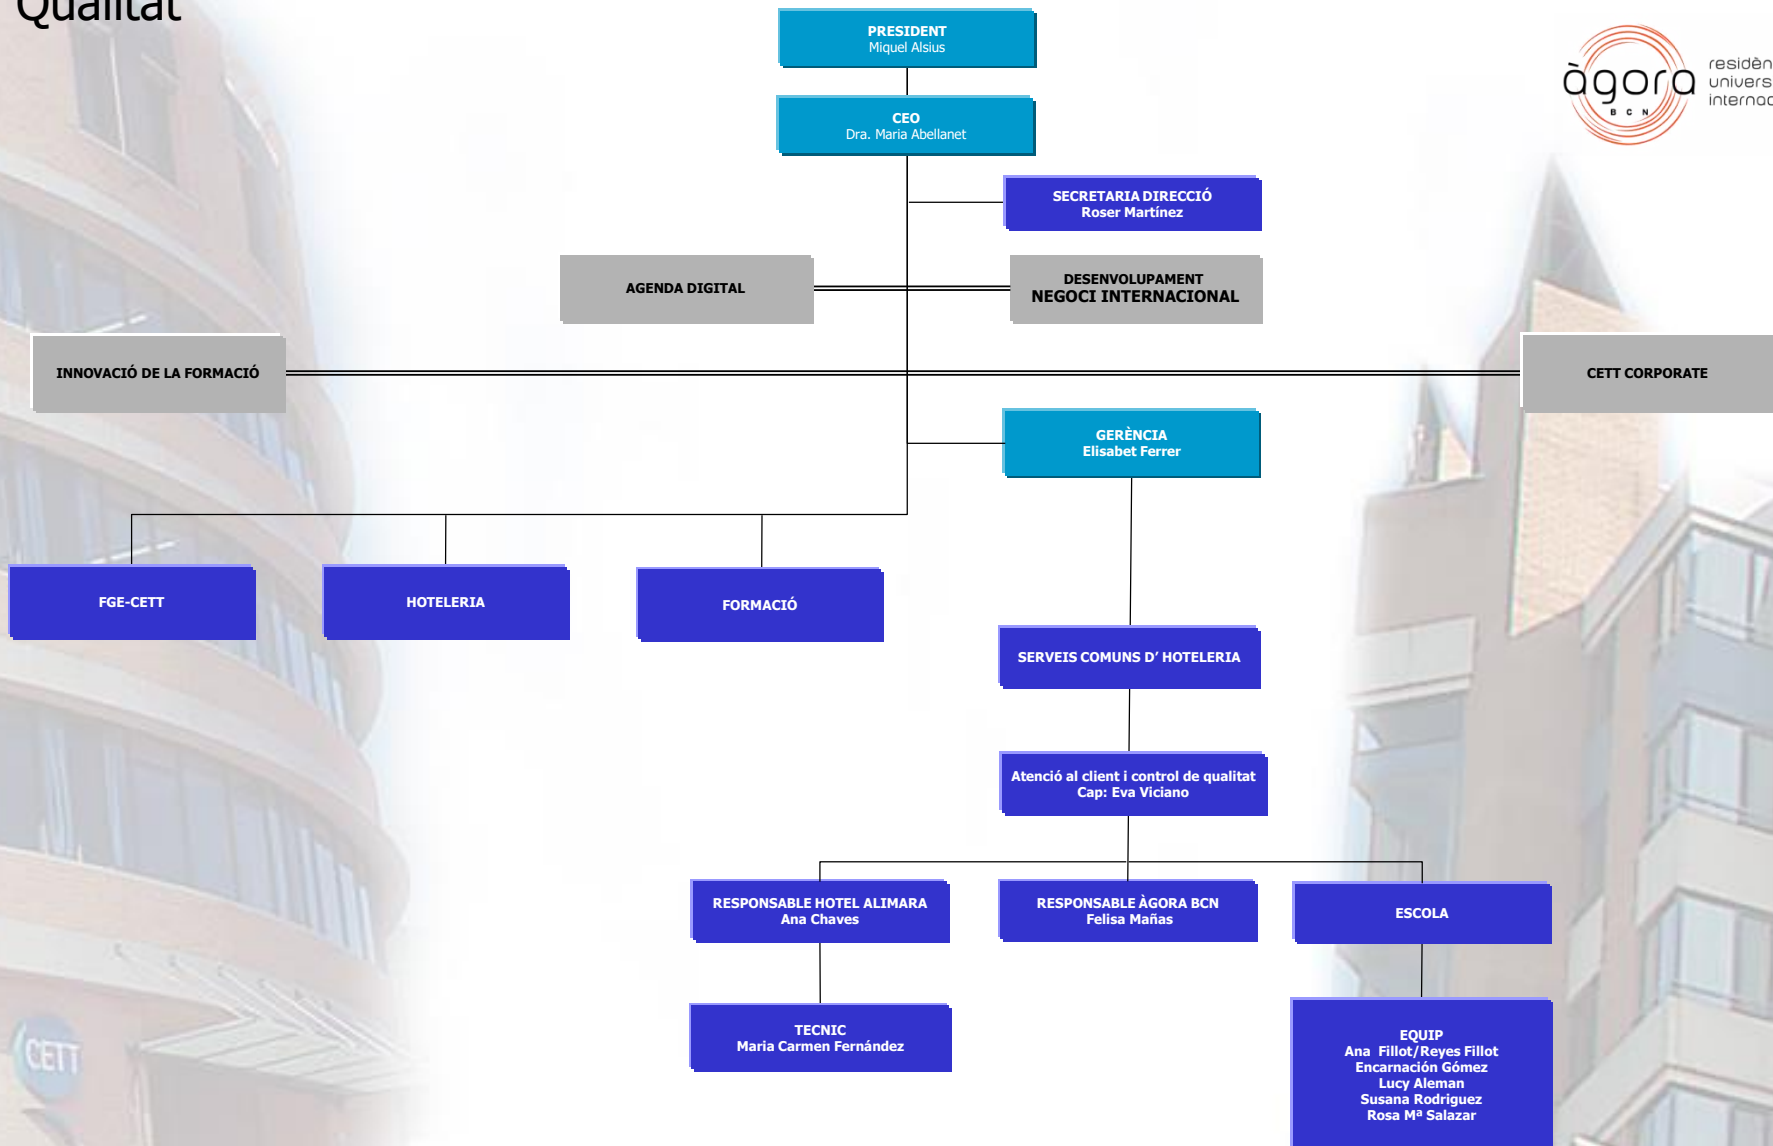 Qualitat
PRESIDENT
Miquel Alsius
àgora
BCN
CEO
Dra. Maria Abellanet
SECRETARIA DIRECCIÓ
Roser Martínez
AGENDA DIGITAL
DESENVOLUPAMENT
NEGOCI INTERNACIONAL
INNOVACIÓ DE LA FORMACIÓ
CETT CORPORATE
GERÈNCIA
Elisabet Ferrer
FGE-CETT
HOTELERIA
FORMACIÓ
SERVEIS COMUNS D’ HOTELERIA
Atenció al client i control de qualitat
Cap: Eva Viciano
RESPONSABLE HOTEL ALIMARA
Ana Chaves
RESPONSABLE ÀGORA BCN
Felisa Mañas
ESCOLA
TECNIC
Maria Carmen Fernández
EQUIP
Ana Fillot/Reyes Fillot
Encarnación Gómez
Lucy Aleman
Susana Rodriguez
Rosa Mª Salazar
CETT